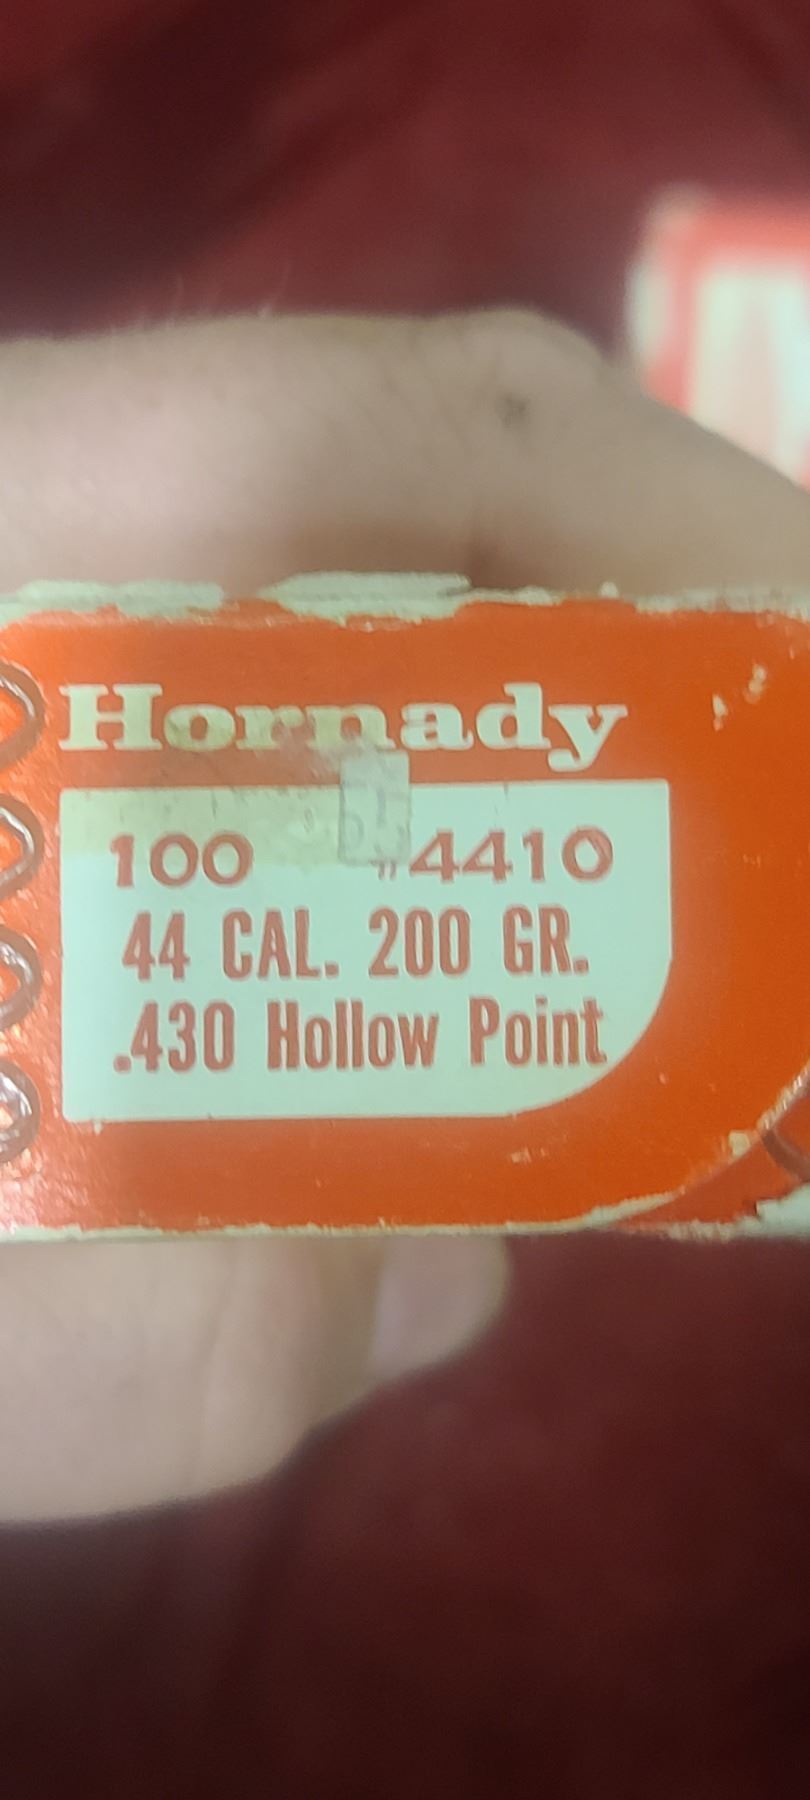 Hornady
100 #4410
44 CAL. 200 GR.
.430 Hollow Point